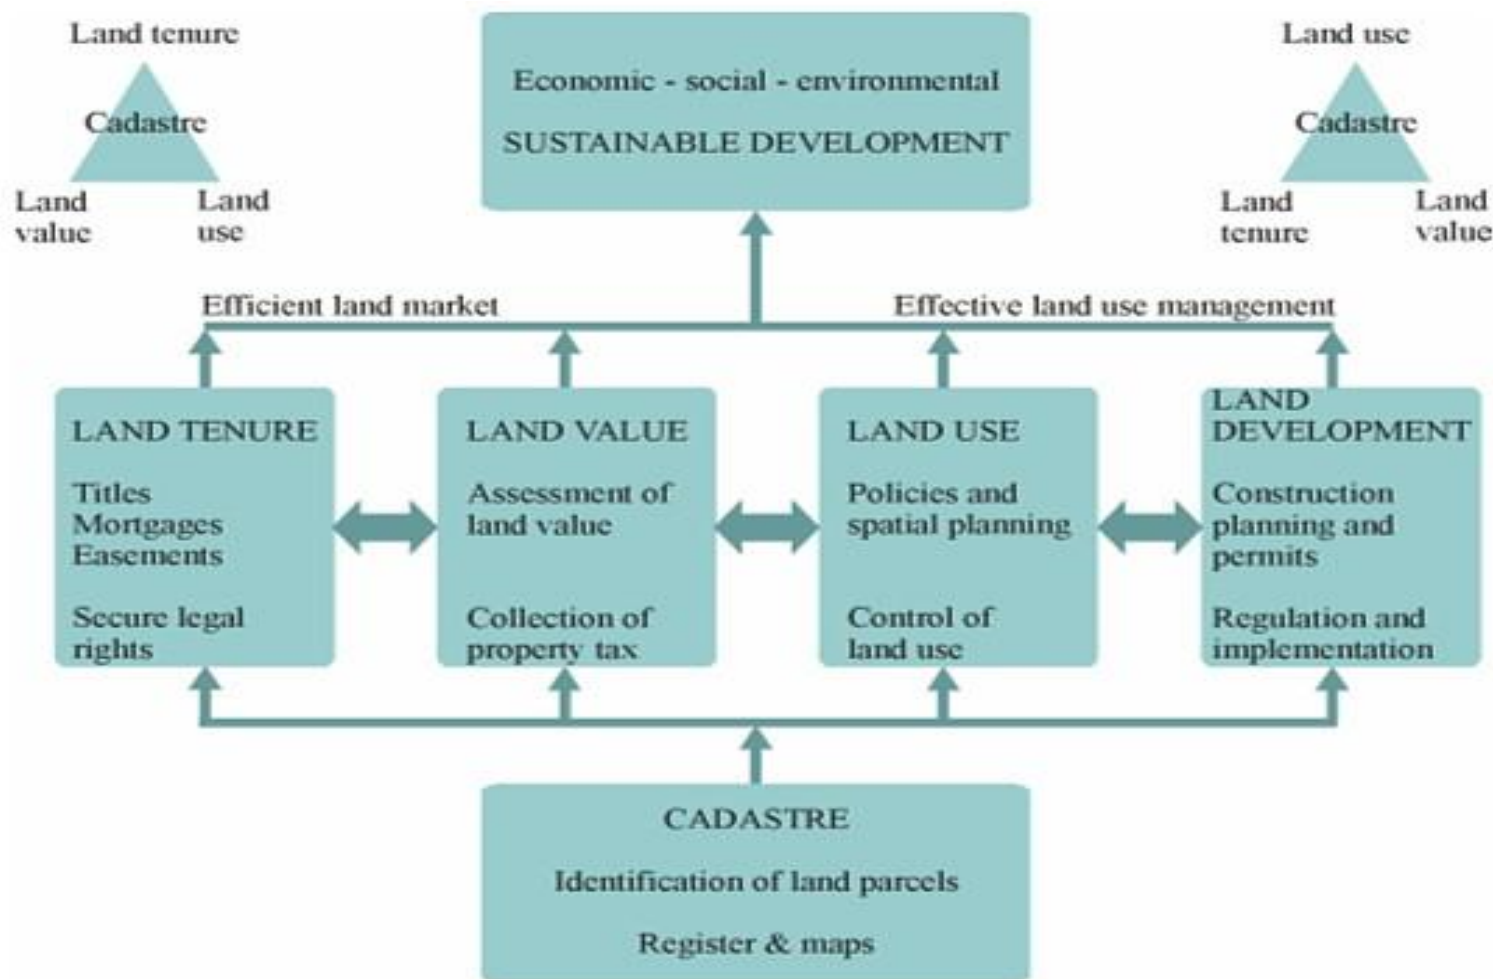 Land tenure
Cadastre
Land
value
Land
use
Economic - social - environmental
SUSTAINABLE DEVELOPMENT
Land use
Cadastre
Land
tenure
Land
value
Efficient land market
Effective land use management
LAND TENURE
Titles
Mortgages
Easements
Secure legal
rights
LAND VALUE
Assessment of
land value
Collection of
property tax
LAND USE
Policies and
spatial planning
Control of
land use
LAND
DEVELOPMENT
Construction
planning and
permits
Regulation and
implementation
CADASTRE
Identification of land parcels
Register & maps